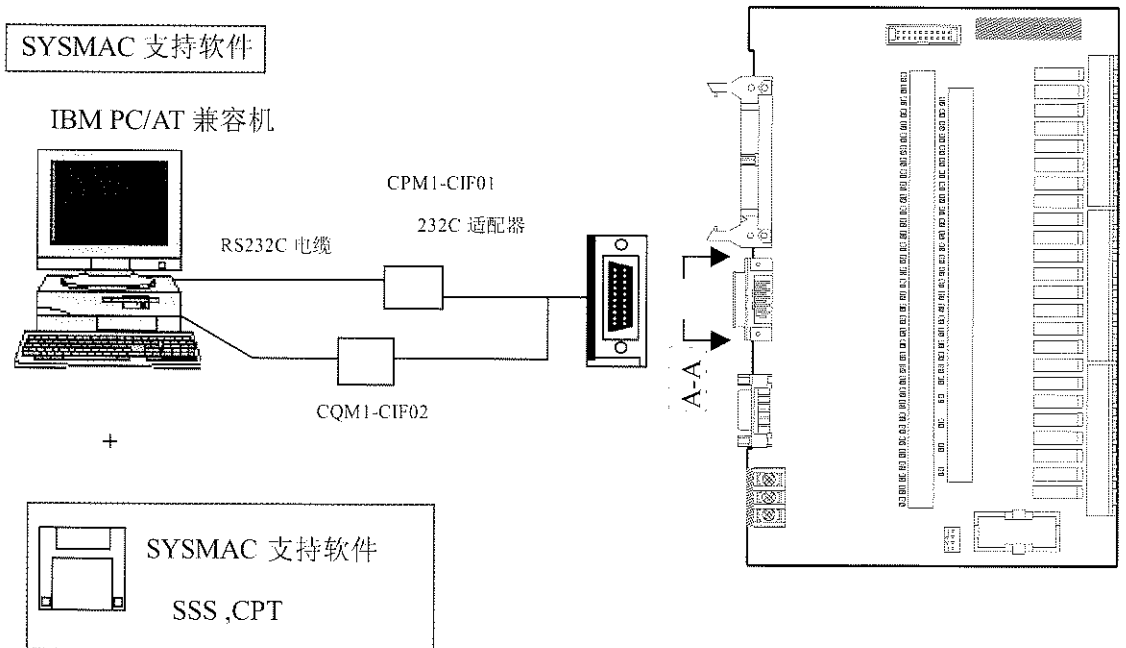 SYSMAC 支持软件
IBM PC/AT 兼容机
CPM1-CIF01
232C 适配器
RS232C 电缆
CQM1-CIF02
A-A
+
SYSMAC 支持软件
SSS ,CPT